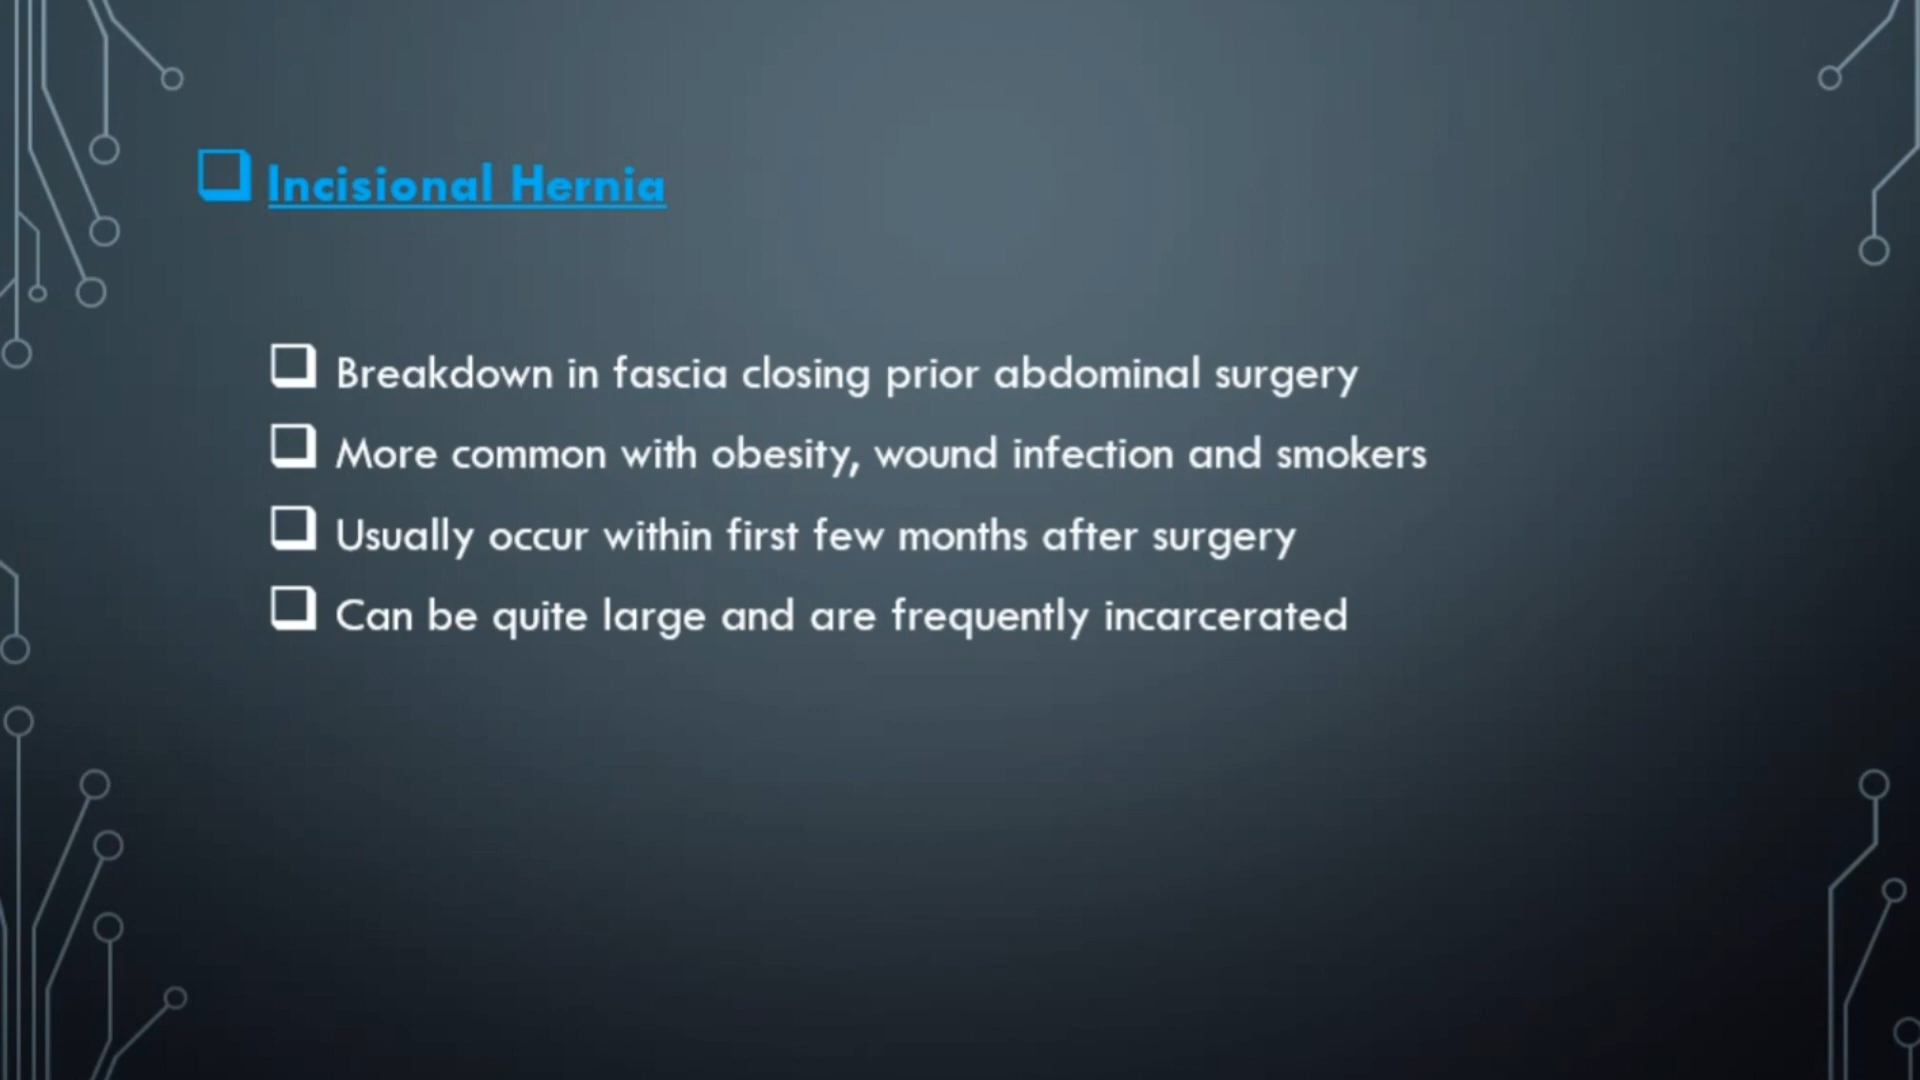 Incisional Hernia
Breakdown in fascia closing prior abdominal surgery
More common with obesity, wound infection and smokers
Usually occur within first few months after surgery
Can be quite large and are frequently incarcerated